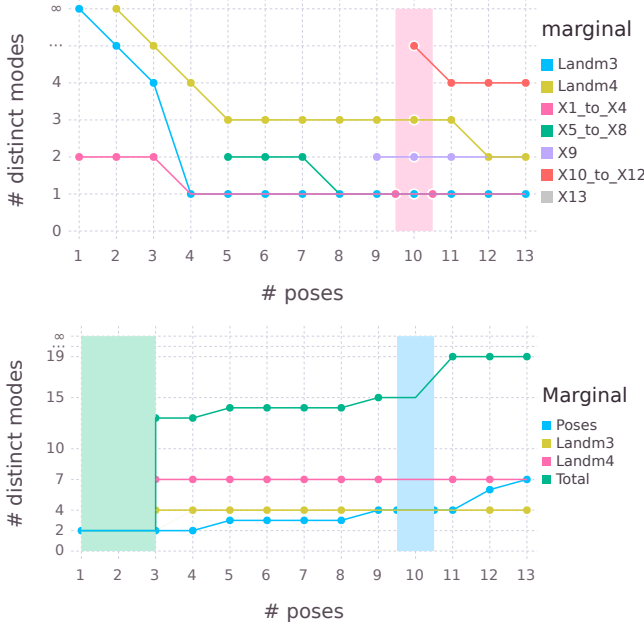 ∞
...
4
3
2
1
0
# distinct modes
1 2 3 4 5 6 7 8 9 10 11 12 13
# poses
marginal
Landm3
Landm4
X1_to_X4
X5_to_X8
X9
X10_to_X12
X13
∞
...
19
15
10
7
4
2
0
# distinct modes
1 2 3 4 5 6 7 8 9 10 11 12 13
# poses
Marginal
Poses
Landm3
Landm4
Total